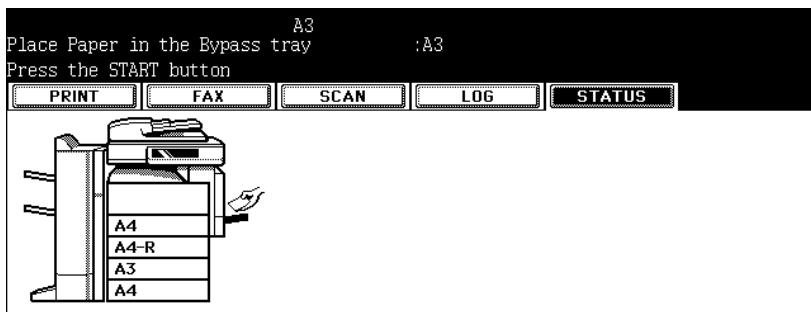 A3
Place Paper in the Bypass tray :A3
Press the START button
PRINT FAX SCAN LOG STATUS
A4
A4-R
A3
A4